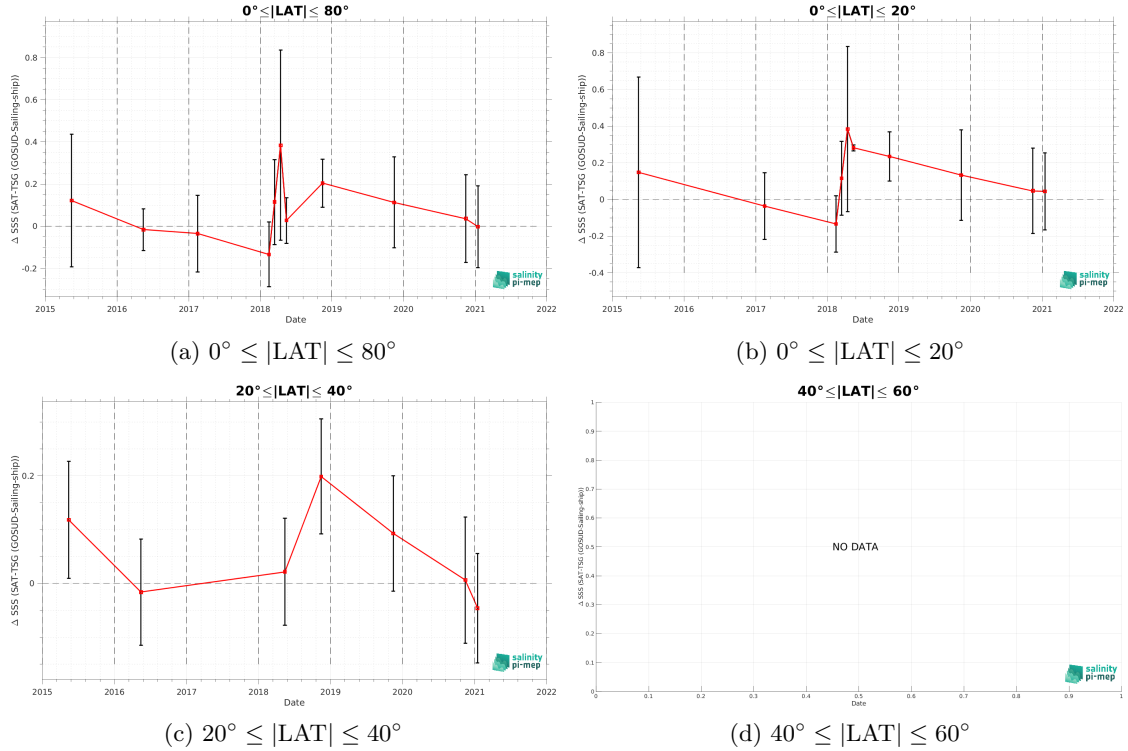 0°≤|LAT|≤ 80°
Δ SSS (SAT-TSG (GOSUD-Sailing-ship))
0.8
0.6
0.4
0.2
0
-0.2
2015 2016 2017 2018 2019 2020 2021 2022
Date
salinity
pi-mep
(a) 0° ≤ |LAT| ≤ 80°
0°≤|LAT|≤ 20°
Δ SSS (SAT-TSG (GOSUD-Sailing-ship))
0.8
0.6
0.4
0.2
0
-0.2
-0.4
2015 2016 2017 2018 2019 2020 2021 2022
Date
salinity
pi-mep
(b) 0° ≤ |LAT| ≤ 20°
20°≤|LAT|≤ 40°
Δ SSS (SAT-TSG (GOSUD-Sailing-ship))
0.2
0
2015 2016 2017 2018 2019 2020 2021 2022
Date
salinity
pi-mep
(c) 20° ≤ |LAT| ≤ 40°
40°≤|LAT|≤ 60°
Δ SSS (SAT-TSG (GOSUD-Sailing-ship))
1
0.9
0.8
0.7
0.6
0.5
0.4
0.3
0.2
0.1
0
NO DATA
0 0.1 0.2 0.3 0.4 0.5 0.6 0.7 0.8 0.9 1
Date
salinity
pi-mep
(d) 40° ≤ |LAT| ≤ 60°